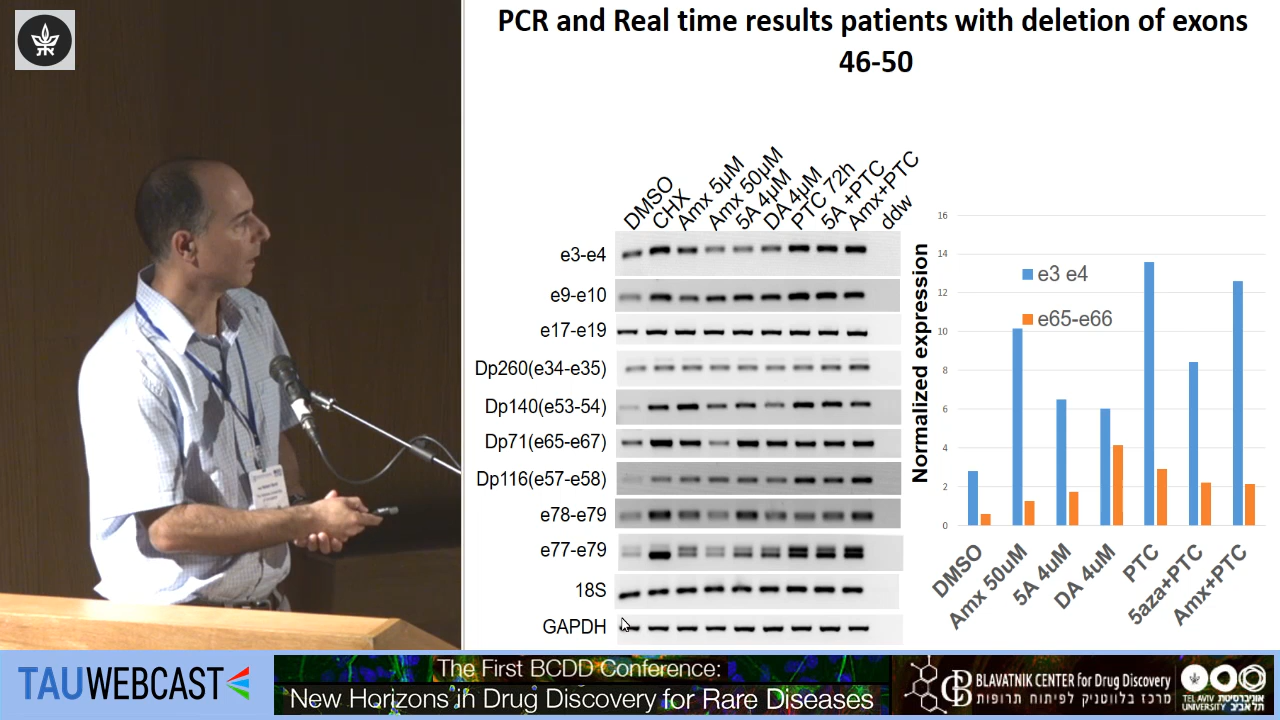 PCR and Real time results patients with deletion of exons
46-50
DMSO
CHX
Amx 5µM
Amx 50µM
5A 4µM
DA 4µM
PTC 72h
5A +PTC
Amx+PTC
ddw
e3-e4
e9-e10
e17-e19
Dp260(e34-e35)
Dp140(e53-54)
Dp71(e65-e67)
Dp116(e57-e58)
e78-e79
e77-e79
18S
GAPDH
Normalized expression
16
14
12
10
8
6
4
2
0
e3 e4
e65-e66
DMSO
Amx 50uM
5A 4uM
DA 4uM
PTC
5aza+PTC
Amx+PTC
TAUWEBCAST
The First BCDD Conference:
New Horizons in Drug Discovery for Rare Diseases
BLAVATNIK CENTER for Drug Discovery
מרכז בלווטניק לפיתוח תרופות
TEL AVIV אוניברסיטת
UNIVERSITY תל אביב